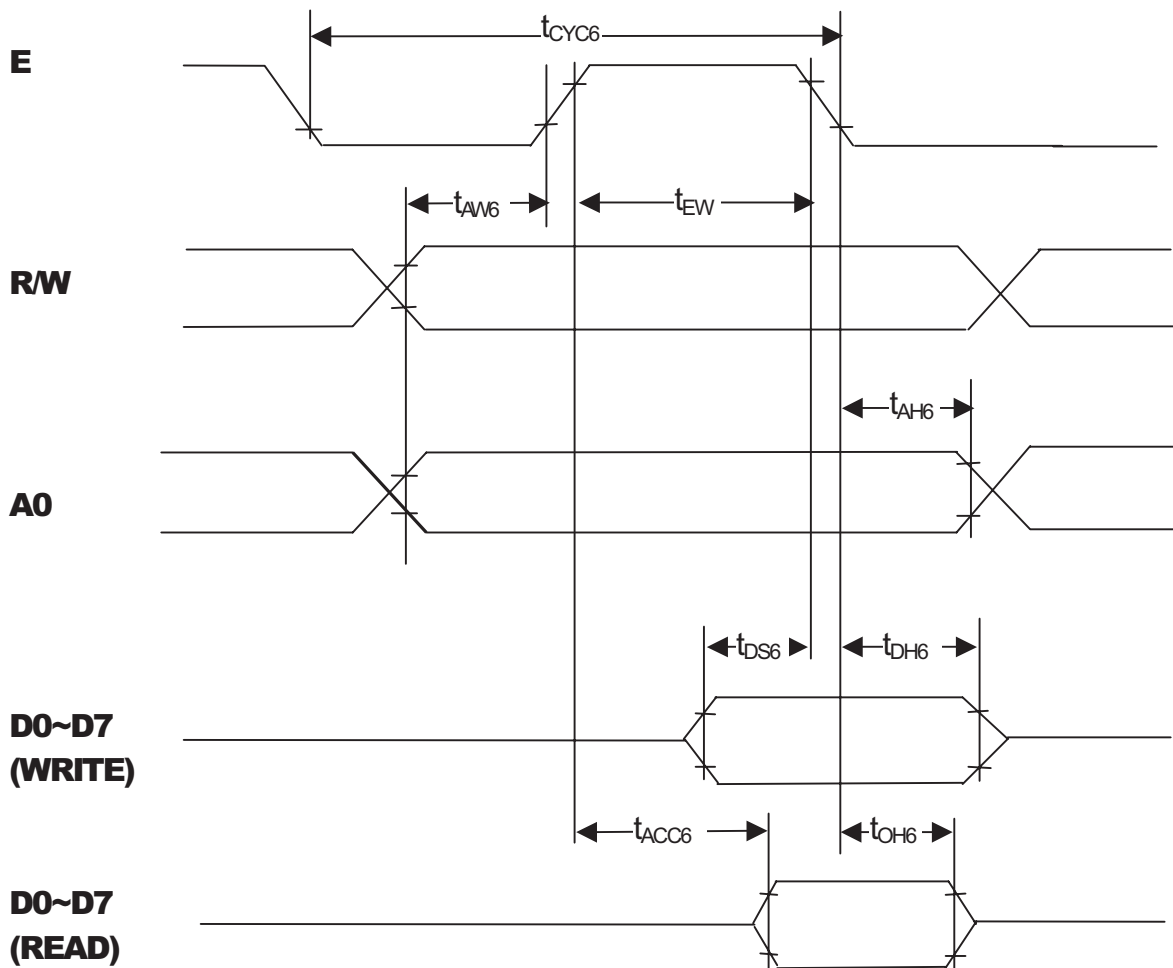 tCYC6
E
tAW6
tEW
R/W
tAH6
A0
tDS6
tDH6
D0~D7
(WRITE)
tACC6
tOH6
D0~D7
(READ)